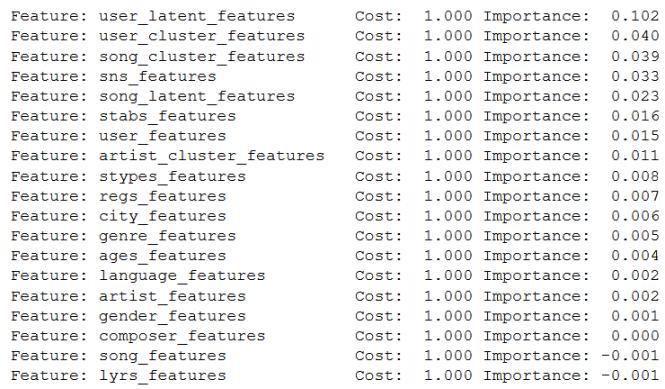 Feature: user_latent_features Cost: 1.000 Importance: 0.102
Feature: user_cluster_features Cost: 1.000 Importance: 0.040
Feature: song_cluster_features Cost: 1.000 Importance: 0.039
Feature: sns_features Cost: 1.000 Importance: 0.033
Feature: song_latent_features Cost: 1.000 Importance: 0.023
Feature: stabs_features Cost: 1.000 Importance: 0.016
Feature: user_features Cost: 1.000 Importance: 0.015
Feature: artist_cluster_features Cost: 1.000 Importance: 0.011
Feature: stypes_features Cost: 1.000 Importance: 0.008
Feature: regs_features Cost: 1.000 Importance: 0.007
Feature: city_features Cost: 1.000 Importance: 0.006
Feature: genre_features Cost: 1.000 Importance: 0.005
Feature: ages_features Cost: 1.000 Importance: 0.004
Feature: language_features Cost: 1.000 Importance: 0.002
Feature: artist_features Cost: 1.000 Importance: 0.002
Feature: gender_features Cost: 1.000 Importance: 0.001
Feature: composer_features Cost: 1.000 Importance: 0.000
Feature: song_features Cost: 1.000 Importance: -0.001
Feature: lyrs_features Cost: 1.000 Importance: -0.001